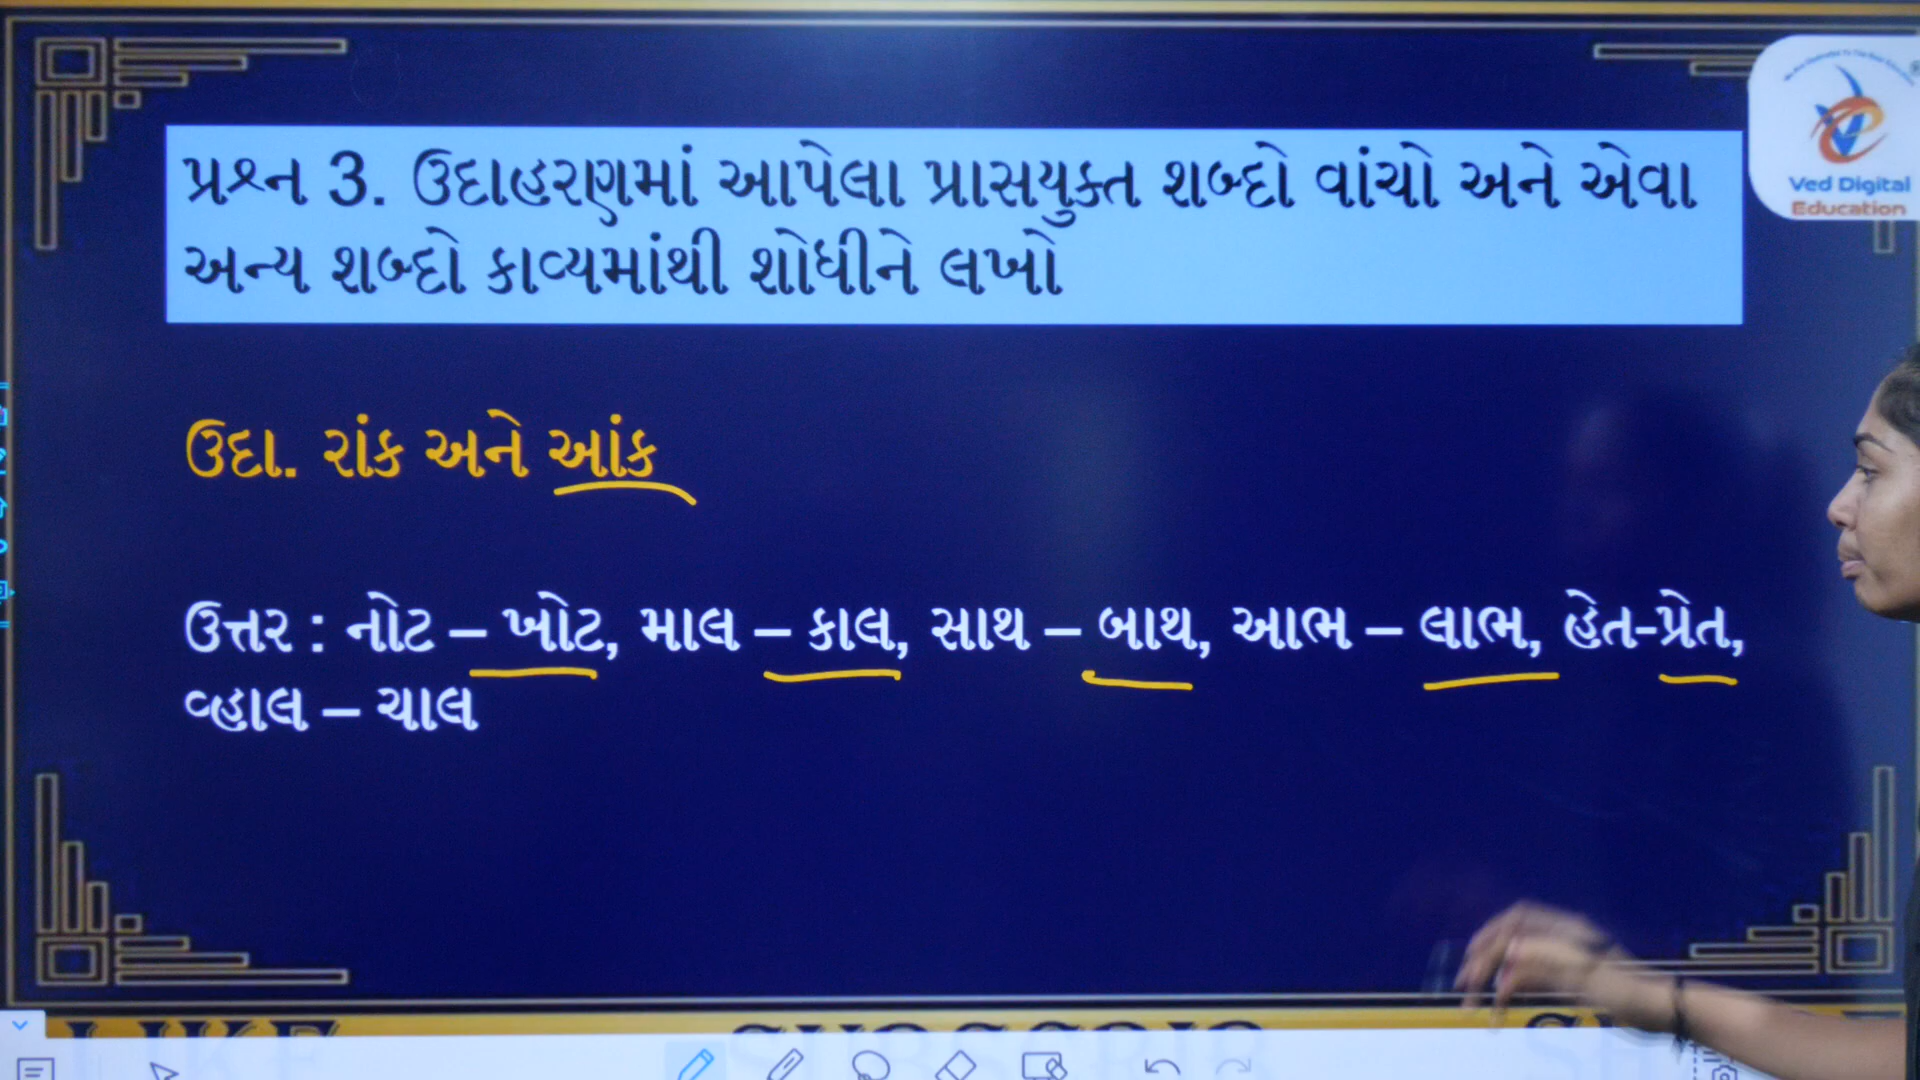 પ્રશ્ન 3. ઉદાહરણમાં આપેલા પ્રાસયુક્ત શબ્દો વાંચો અને એવા
અન્ય શબ્દો કાવ્યમાંથી શોધીને લખો
Ved Digital
Education
ઉદા. રાંક અને આંક
ઉત્તર : નોટ – ખોટ, માલ – કાલ, સાથ – બાથ, આભ – લાભ, હેત-પ્રેત,
વ્હાલ – ચાલ
LIKE